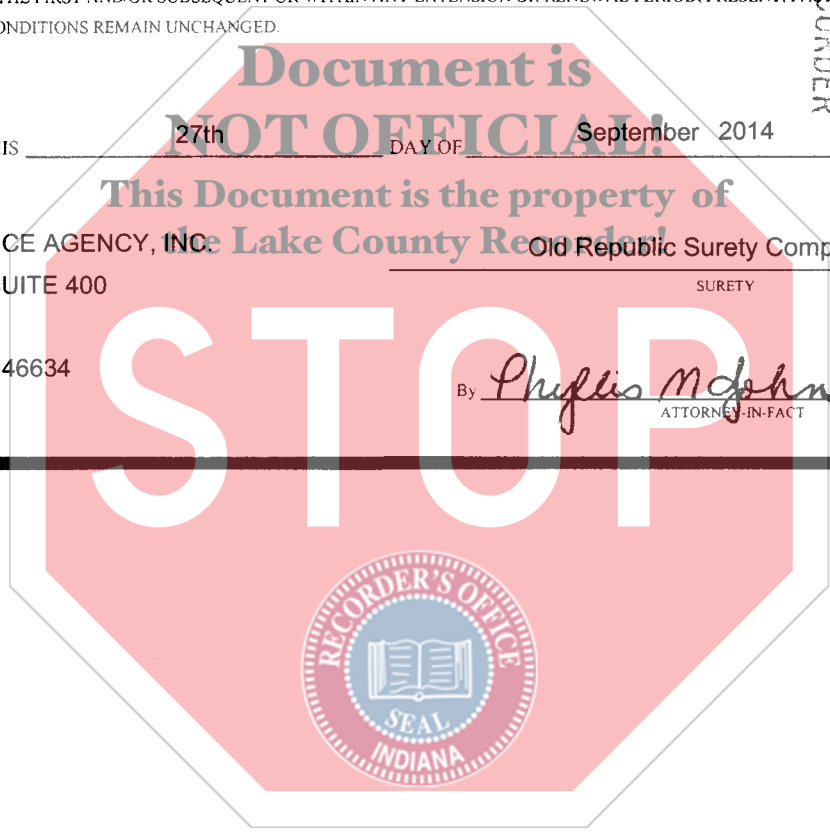 CONDITIONS REMAIN UNCHANGED.
Document is
NOT OFFICIAL!
IS 27th DAY OF September 2014
This Document is the property of
the Lake County Recorder!
CE AGENCY, INC. Old Republic Surety Comp
UITE 400 SURETY
STOP
46634
By Phyllis M John
ATTORNEY-IN-FACT
RECORDER'S OFFICE
SEAL
INDIANA